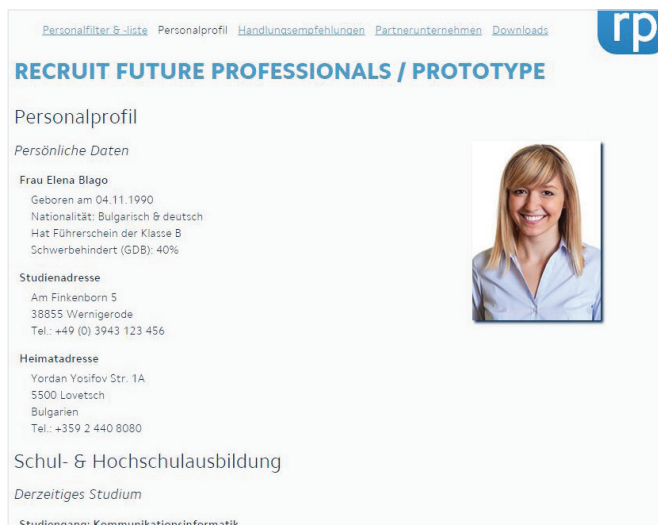 Personalfilter & -liste Personalprofil Handlungsempfehlungen Partnerunternehmen Downloads
rp
RECRUIT FUTURE PROFESSIONALS / PROTOTYPE
Personalprofil
Persönliche Daten
Frau Elena Blago
Geboren am 04.11.1990
Nationalität: Bulgarisch & deutsch
Hat Führerschein der Klasse B
Schwerbehindert (GDB): 40%
Studienadresse
Am Finkenborn 5
38855 Wernigerode
Tel.: +49 (0) 3943 123 456
Heimatadresse
Yordan Yosifov Str. 1A
5500 Lovetsch
Bulgarien
Tel.: +359 2 440 8080
Schul- & Hochschulausbildung
Derzeitiges Studium
Studiengang: Kommunikationsinformatik